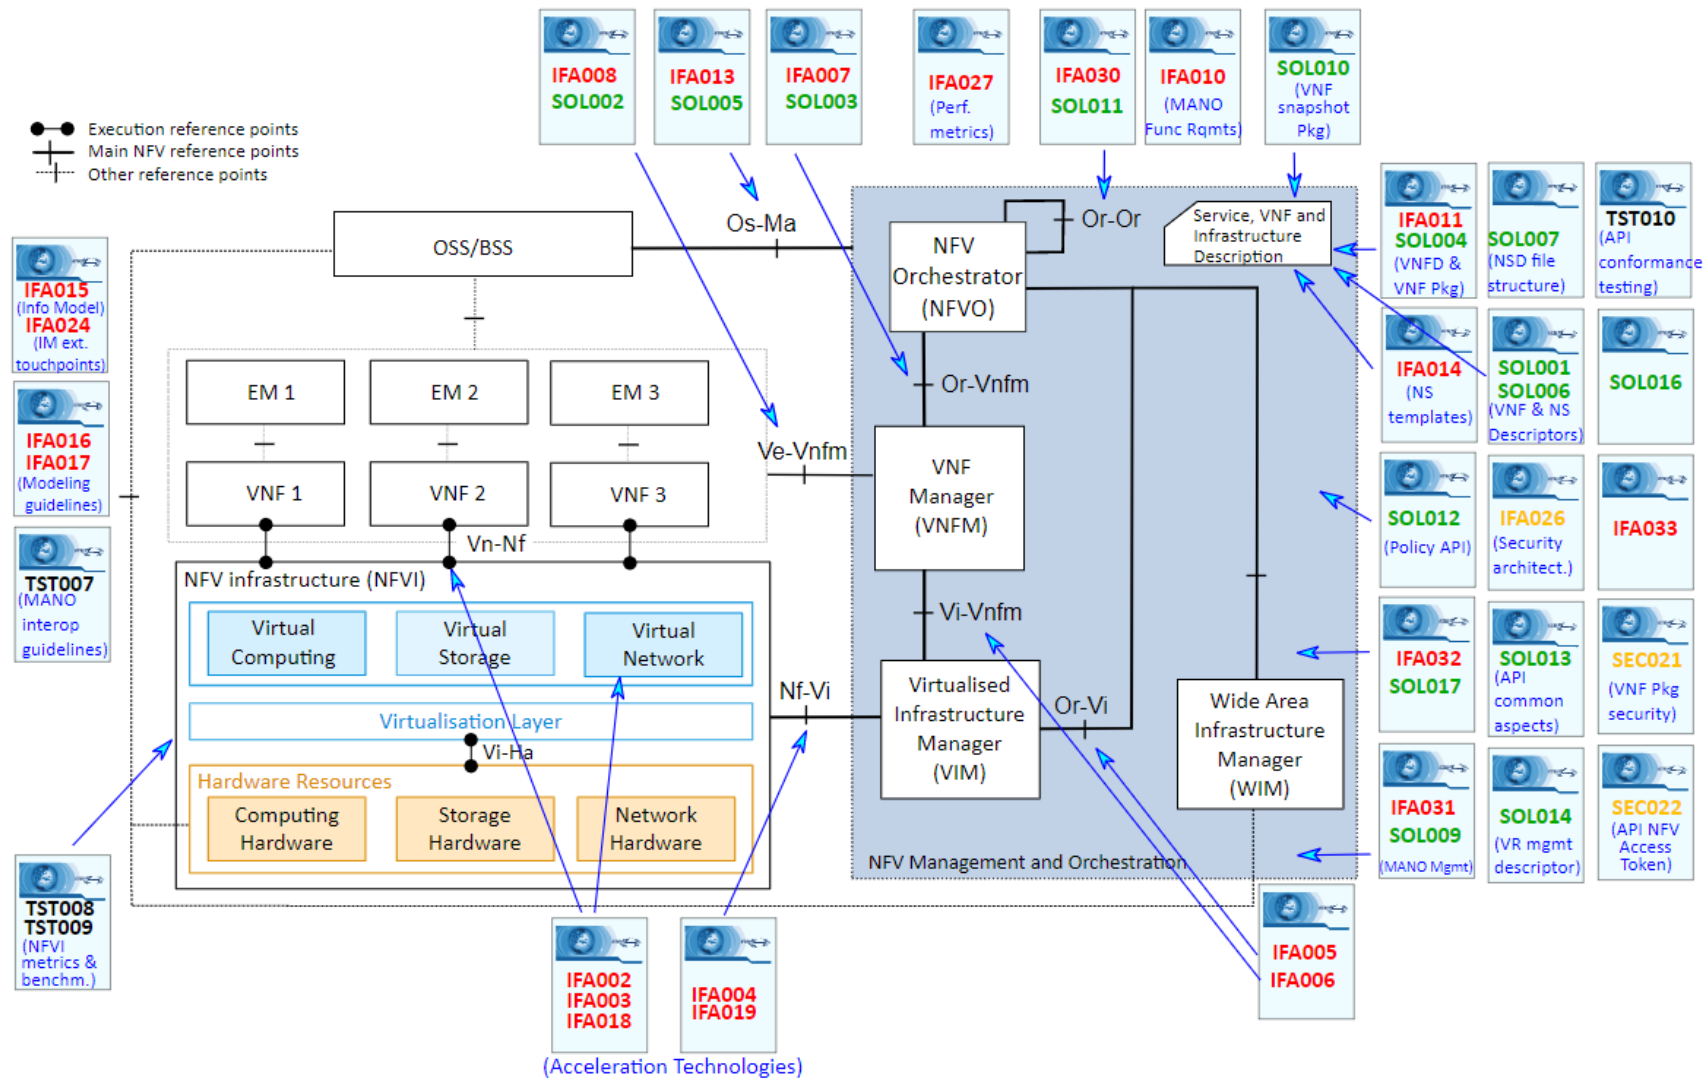 IFA008
SOL002
IFA013
SOL005
IFA007
SOL003
IFA027
(Perf.
metrics)
IFA030
SOL011
IFA010
(MANO
Func Rqmts)
SOL010
(VNF
snapshot
Pkg)
Execution reference points
Main NFV reference points
Other reference points
IFA011
SOL004
(VNFD &
VNF Pkg)
SOL007
(NSD file
structure)
TST010
(API
conformance
testing)
OSS/BSS
Os-Ma
NFV
Orchestrator
(NFVO)
Or-Or
Service, VNF and
Infrastructure
Description
IFA015
(Info Model)
IFA024
(IM ext.
touchpoints)
IFA014
(NS
templates)
SOL001
SOL006
(VNF & NS
Descriptors)
SOL016
EM 1
EM 2
EM 3
Or-Vnfm
IFA016
IFA017
(Modeling
guidelines)
Ve-Vnfm
VNF
Manager
(VNFM)
VNF 1
VNF 2
VNF 3
SOL012
(Policy API)
IFA026
(Security
architect.)
IFA033
Vn-Nf
TST007
(MANO
interop
guidelines)
NFV infrastructure (NFVI)
Virtual
Computing
Virtual
Storage
Virtual
Network
Vi-Vnfm
IFA032
SOL017
SOL013
(API
common
aspects)
SEC021
(VNF Pkg
security)
Nf-Vi
Virtualised
Infrastructure
Manager
(VIM)
Or-Vi
Wide Area
Infrastructure
Manager
(WIM)
Virtualisation Layer
Vi-Ha
Hardware Resources
Computing
Hardware
Storage
Hardware
Network
Hardware
IFA031
SOL009
(MANO Mgmt)
SOL014
(VR mgmt
descriptor)
SEC022
(API NFV
Access
Token)
NFV Management and Orchestration
TST008
TST009
(NFVI
metrics &
benchm.)
IFA002
IFA003
IFA018
IFA004
IFA019
IFA005
IFA006
(Acceleration Technologies)